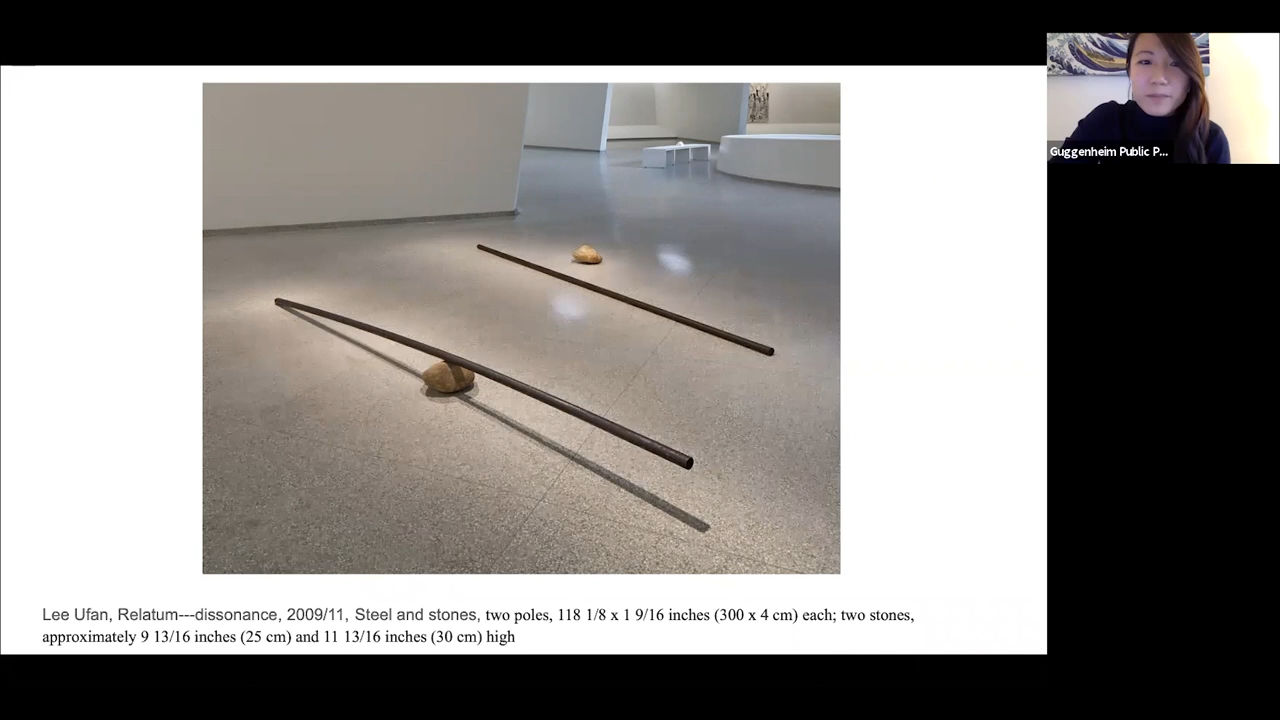 Guggenheim Public P...
Lee Ufan, Relatum---dissonance, 2009/11, Steel and stones, two poles, 118 1/8 x 1 9/16 inches (300 x 4 cm) each; two stones,
approximately 9 13/16 inches (25 cm) and 11 13/16 inches (30 cm) high